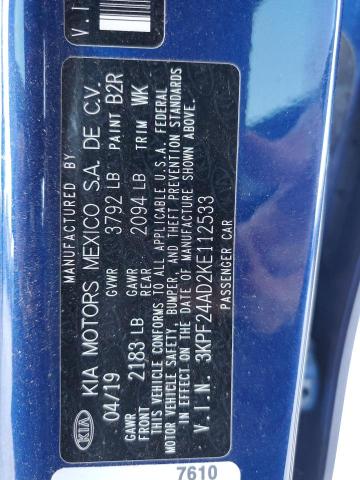 V.I
MANUFACTURED BY
KIA KIA MOTORS MEXICO S.A. DE C.V.
04/19 GVWR 3792 LB PAINT B2R
GAWR FRONT 2183 LB GAWR REAR 2094 LB TRIM WK
THIS VEHICLE CONFORMS TO ALL APPLICABLE U.S.A. FEDERAL
MOTOR VEHICLE SAFETY, BUMPER, AND THEFT PREVENTION STANDARDS
IN EFFECT ON THE DATE OF MANUFACTURE SHOWN ABOVE.
V.I.N. 3KPF24AD2KE112533
PASSENGER CAR
7610